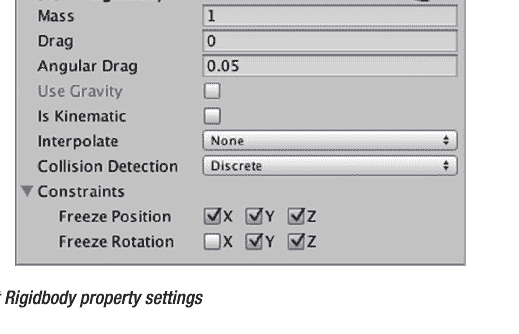 Mass 1
Drag 0
Angular Drag 0.05
Use Gravity
Is Kinematic
Interpolate None
Collision Detection Discrete
Constraints
Freeze Position X Y Z
Freeze Rotation X Y Z
Rigidbody property settings